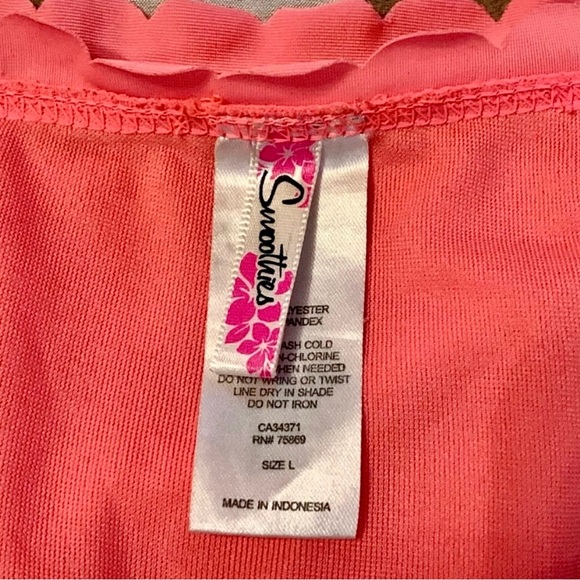 Smoothies
YESTER
ANDEX
ASH COLD
N-CHLORINE
HEN NEEDED
DO NOT WRING OR TWIST
LINE DRY IN SHADE
DO NOT IRON
CA34371
RN# 75869
SIZE L
MADE IN INDONESIA